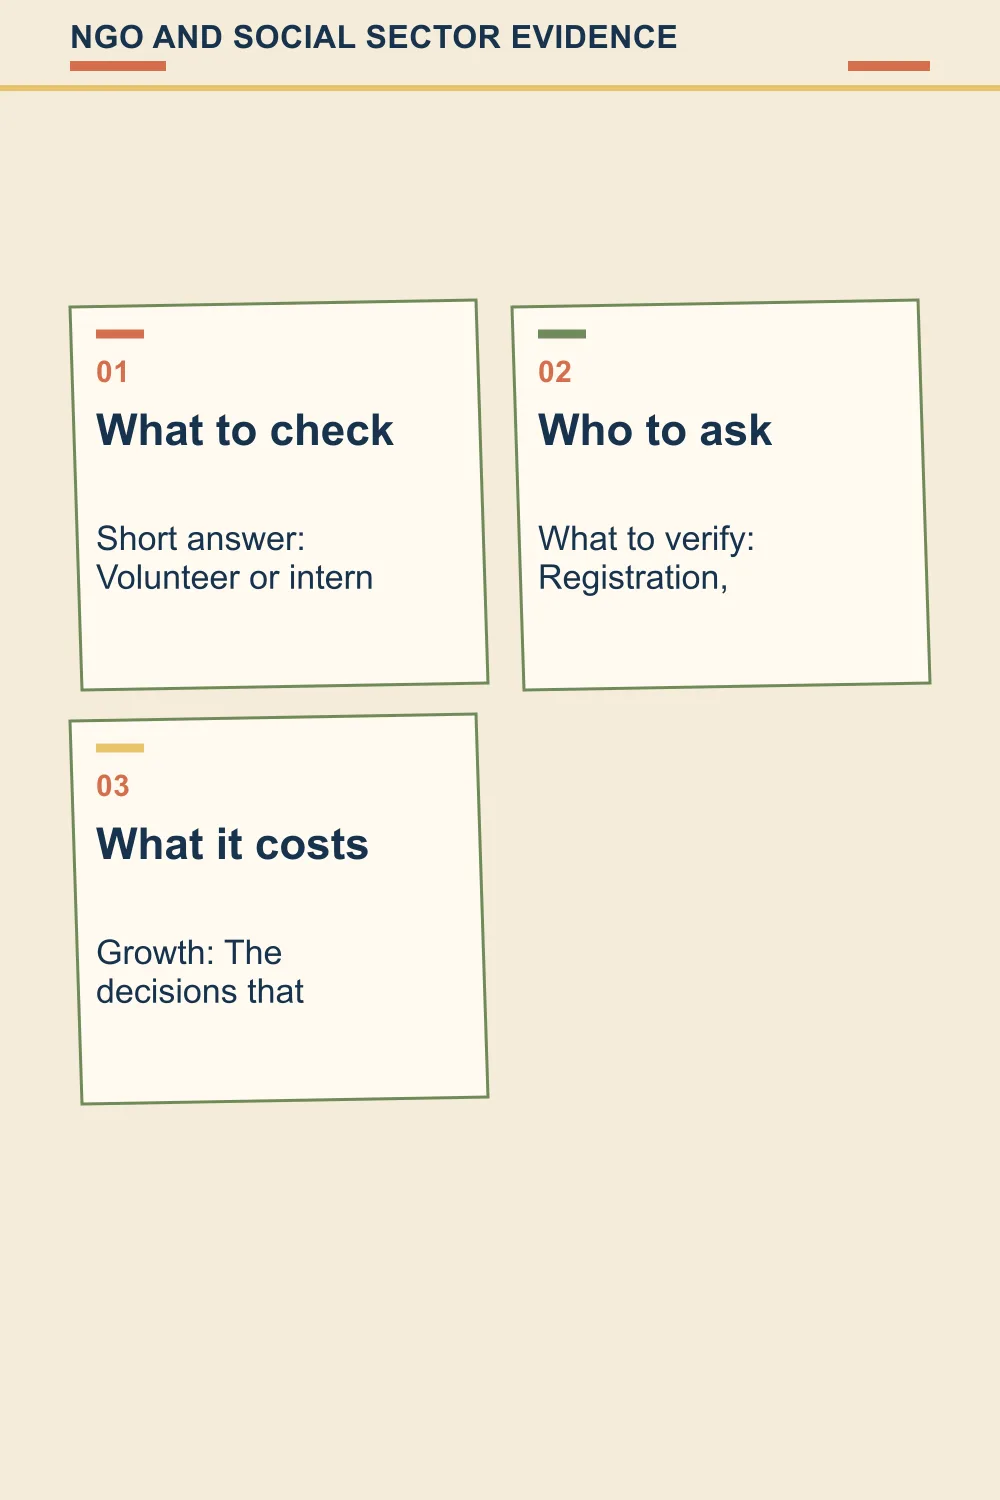 NGO AND SOCIAL SECTOR EVIDENCE
01
What to check
Short answer:
Volunteer or intern
02
Who to ask
What to verify:
Registration,
03
What it costs
Growth: The
decisions that